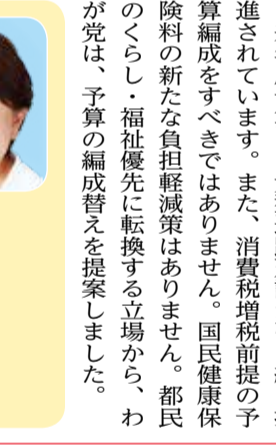 進されています。また、消費税増税前提の予
算編成をすべきではありません。国民健康保
険料の新たな負担軽減策はありません。都民
のくらし・福祉優先に転換する立場から、わ
が党は、予算の編成替えを提案しました。